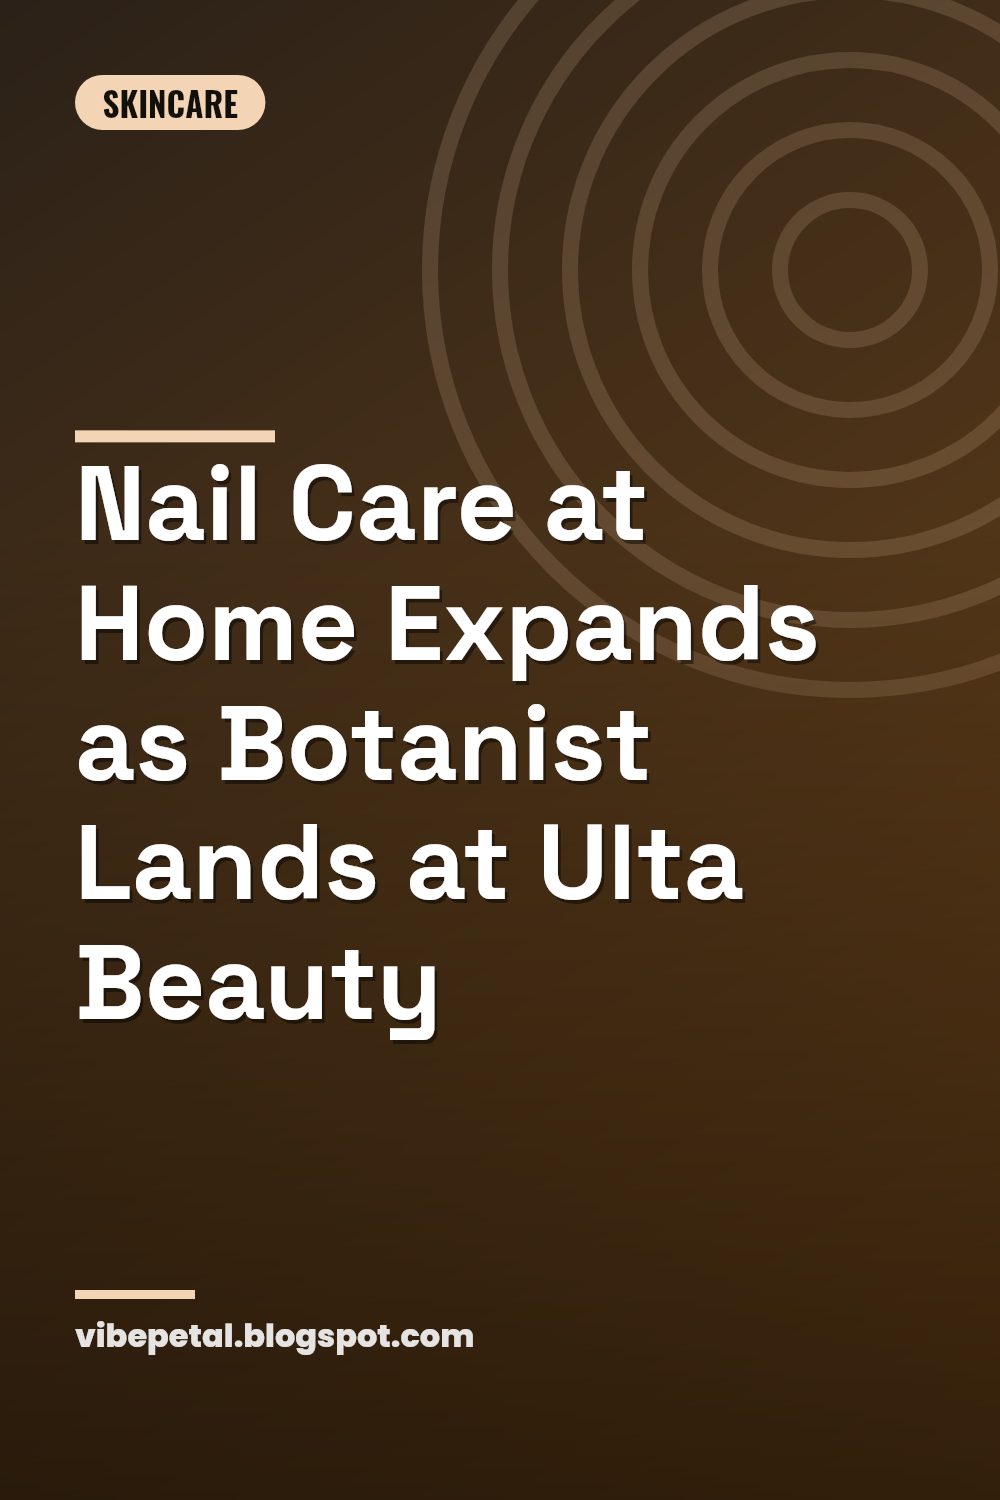 SKINCARE
Nail Care at
Home Expands
as Botanist
Lands at Ulta
Beauty
vibepetal.blogspot.com